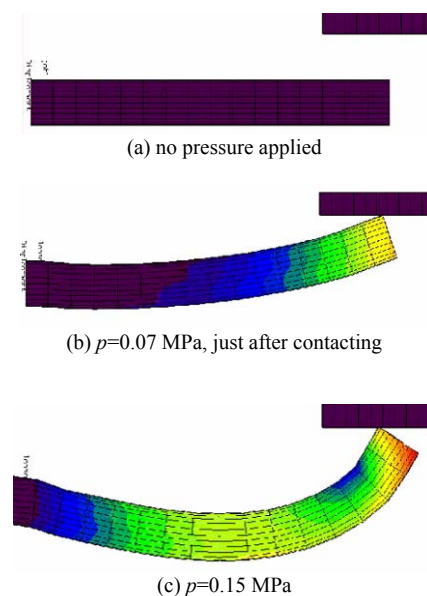 (a) no pressure applied
(b) p=0.07 MPa, just after contacting
(c) p=0.15 MPa